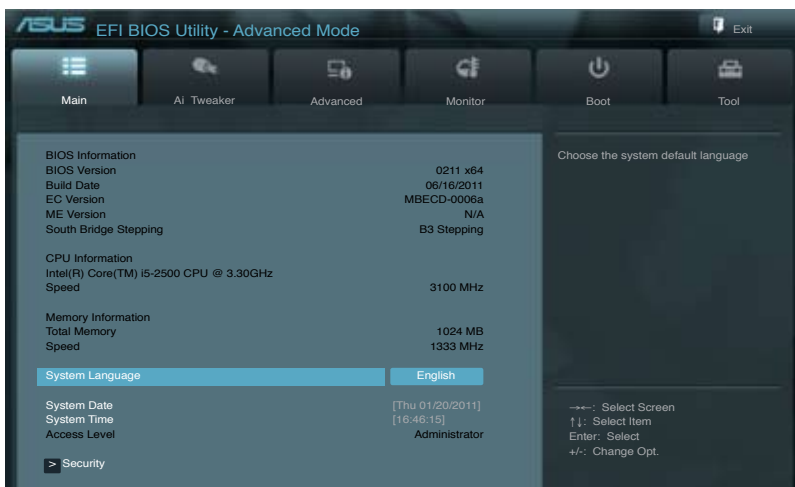 ASUS EFI BIOS Utility - Advanced Mode Exit
Main Ai Tweaker Advanced Monitor Boot Tool
BIOS Information
BIOS Version 0211 x64
Build Date 06/16/2011
EC Version MBECD-0006a
ME Version N/A
South Bridge Stepping B3 Stepping
CPU Information
Intel(R) Core(TM) i5-2500 CPU @ 3.30GHz
Speed 3100 MHz
Memory Information
Total Memory 1024 MB
Speed 1333 MHz
System Language English
System Date [Thu 01/20/2011]
System Time [16:46:15]
Access Level Administrator
> Security
Choose the system default language
→←: Select Screen
↑↓: Select Item
Enter: Select
+/-: Change Opt.